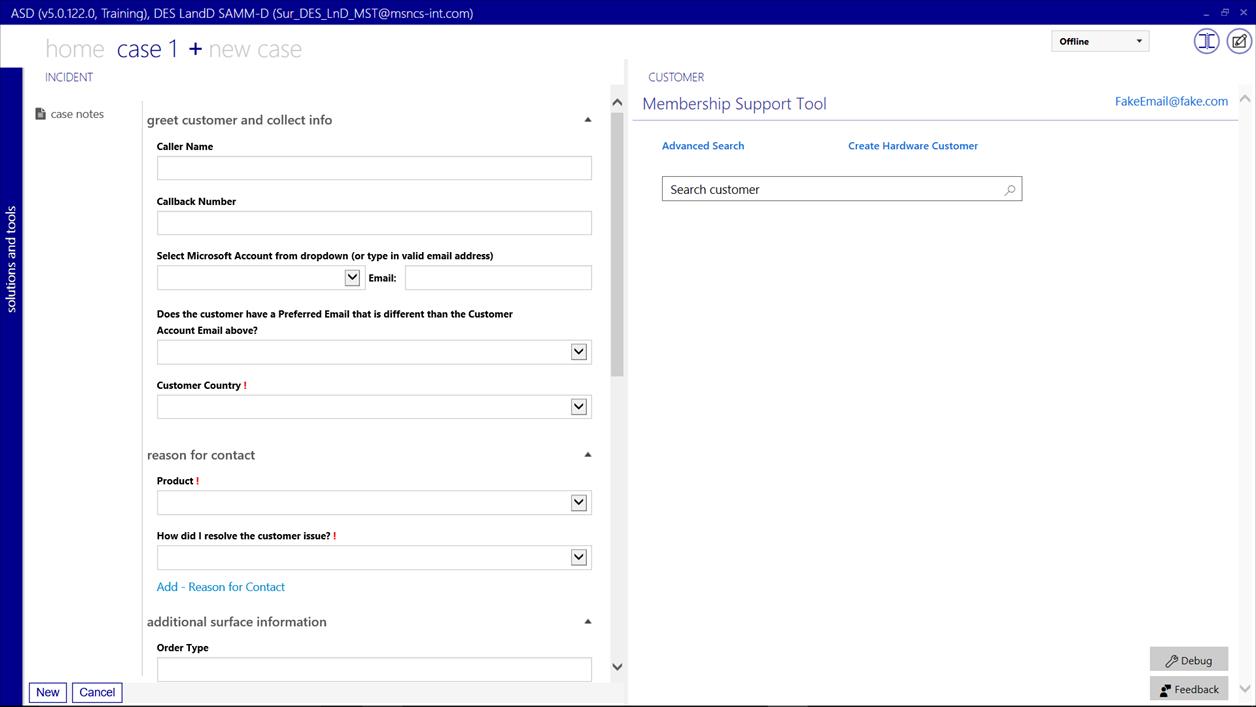 ASD (v5.0.122.0, Training), DES LandD SAMM-D (Sur_DES_LnD_MST@msncs-int.com)
home case 1 + new case
Offline
INCIDENT
case notes
solutions and tools
greet customer and collect info
Caller Name
Callback Number
Select Microsoft Account from dropdown (or type in valid email address)
Email:
Does the customer have a Preferred Email that is different than the Customer
Account Email above?
Customer Country !
reason for contact
Product !
How did I resolve the customer issue? !
Add - Reason for Contact
additional surface information
Order Type
New Cancel
CUSTOMER
Membership Support Tool FakeEmail@fake.com
Advanced Search Create Hardware Customer
Search customer
Debug
Feedback